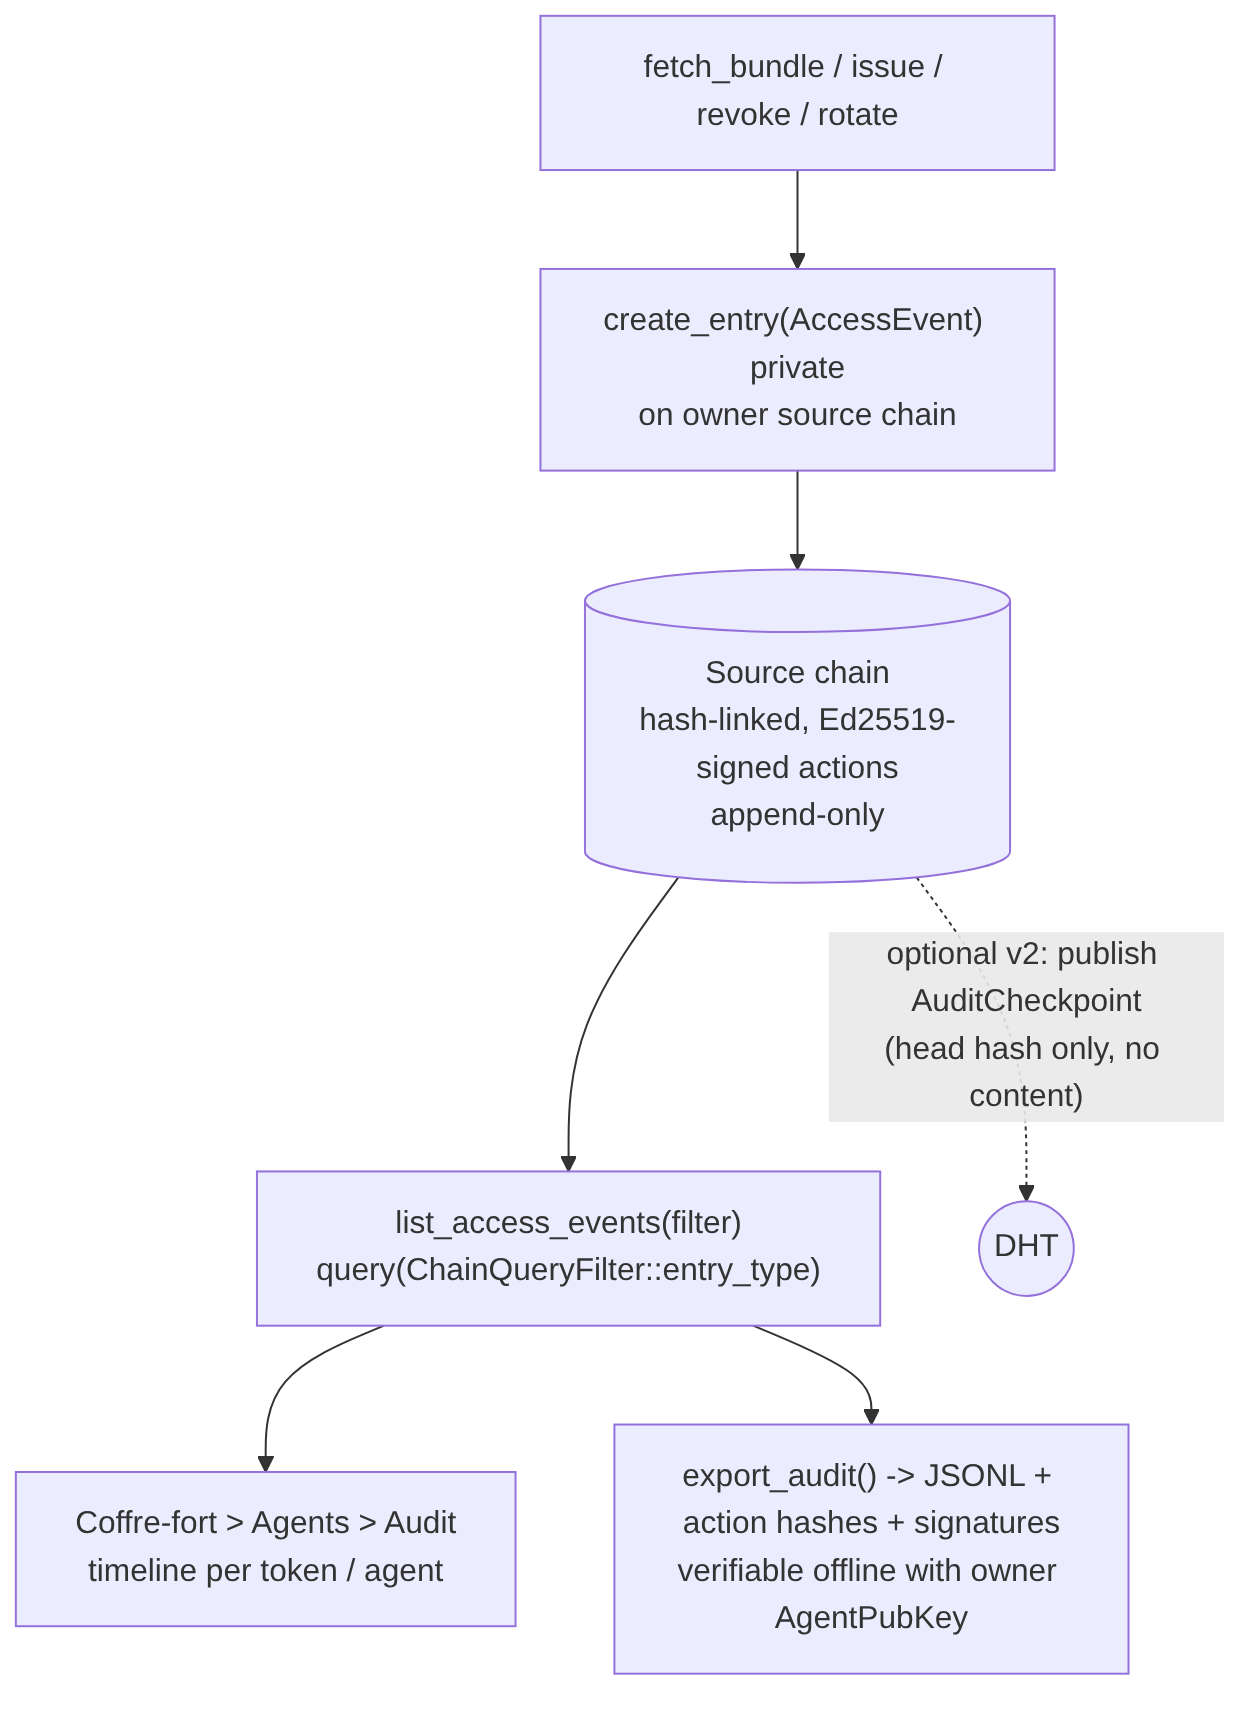 fetch_bundle / issue /
revoke / rotate
create_entry(AccessEvent)
private
on owner source chain
Source chain
hash-linked, Ed25519-
signed actions
append-only
optional v2: publish
AuditCheckpoint
(head hash only, no
content)
list_access_events(filter)
query(ChainQueryFilter::entry_type)
DHT
Coffre-fort > Agents > Audit
timeline per token / agent
export_audit() -> JSONL +
action hashes + signatures
verifiable offline with owner
AgentPubKey